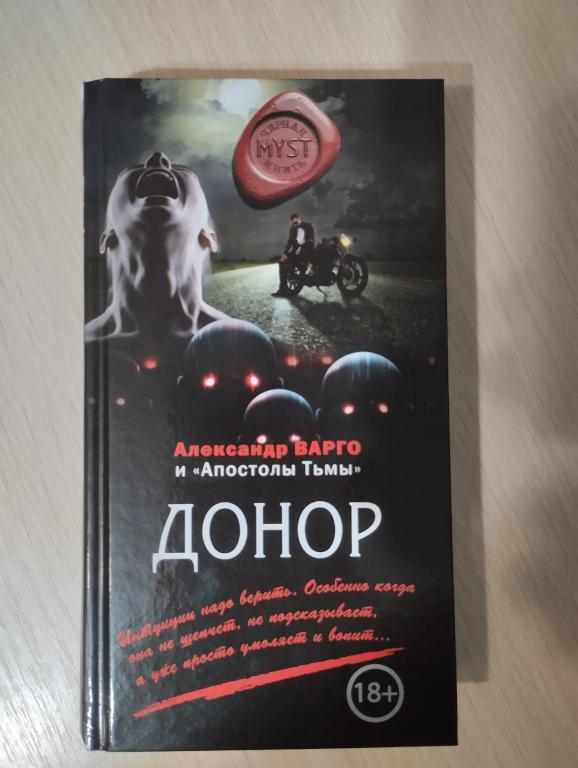 ЧЕРНАЯ
MYST
КНИГА
Александр ВАРГО
и «Апостолы Тьмы»
ДОНОР
Интуиции надо верить. Особенно когда
она не шепчет, не подсказывает,
а уже просто умоляет и вопит...
18+